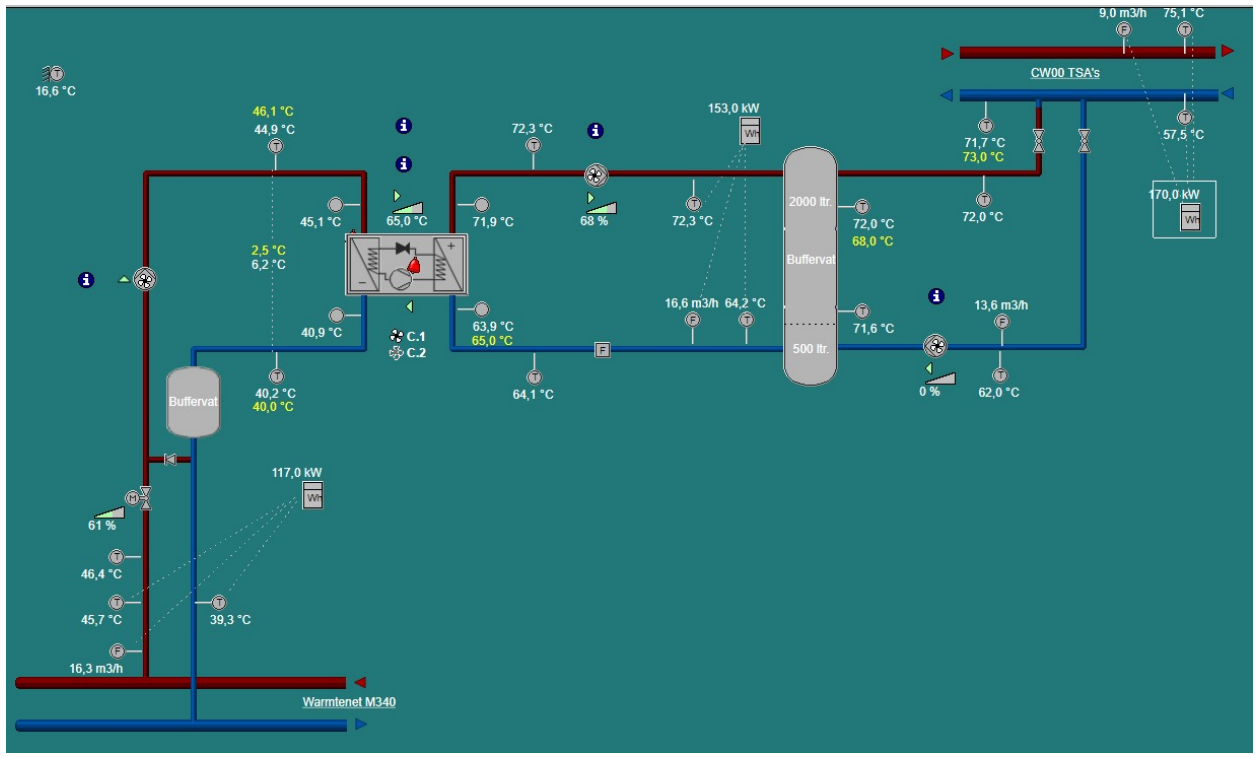 9,0 m3/h 75,1 °C
F T
CW00 TSA's
T 16,6 °C
46,1 °C
44,9 °C
T
72,3 °C
T
153,0 kW
Wh
T
71,7 °C
73,0 °C
T
57,5 °C
170,0 kW
Wh
i
i
i
45,1 °C
65,0 °C
71,9 °C
68 %
T
72,3 °C
2000 ltr.
T
72,0 °C
68,0 °C
T
72,0 °C
2,5 °C
6,2 °C
+
−
Buffervat
i
16,6 m3/h 64,2 °C
F T
T
71,6 °C
i
13,6 m3/h
F
40,9 °C
63,9 °C
65,0 °C
C.1
C.2
F
500 ltr.
T
40,2 °C
40,0 °C
T
64,1 °C
0 %
T
62,0 °C
Buffervat
117,0 kW
Wh
M
61 %
T
46,4 °C
T
45,7 °C
T
39,3 °C
F
16,3 m3/h
Warmtenet M340